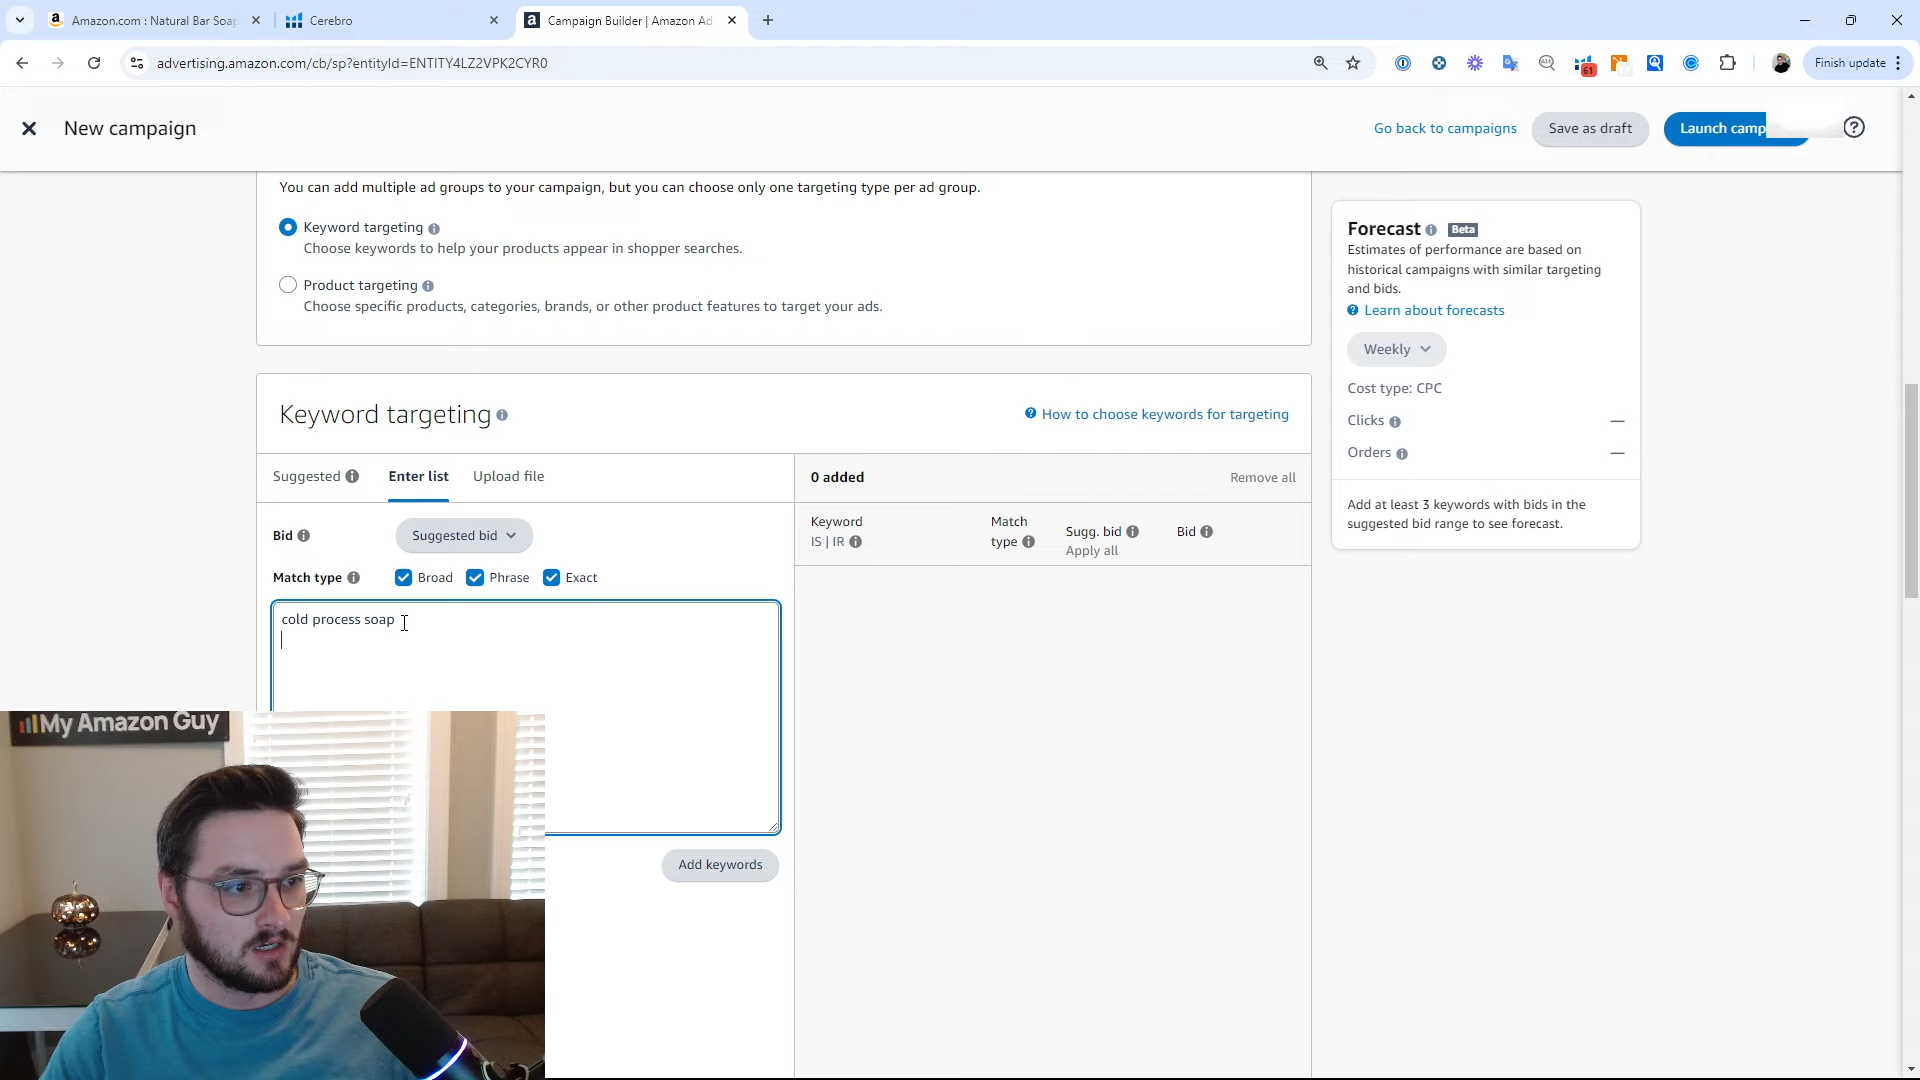 Amazon.com : Natural Bar Soap
Cerebro
Campaign Builder | Amazon Ad
advertising.amazon.com/cb/sp?entityId=ENTITY4LZ2VPK2CYR0
61
Finish update
New campaign
Go back to campaigns
Save as draft
Launch camp
You can add multiple ad groups to your campaign, but you can choose only one targeting type per ad group.
Keyword targeting
Choose keywords to help your products appear in shopper searches.
Product targeting
Choose specific products, categories, brands, or other product features to target your ads.
Forecast Beta
Estimates of performance are based on
historical campaigns with similar targeting
and bids.
Learn about forecasts
Weekly
Cost type: CPC
Clicks —
Orders —
Add at least 3 keywords with bids in the
suggested bid range to see forecast.
Keyword targeting
How to choose keywords for targeting
Suggested Enter list Upload file
0 added
Remove all
Bid Suggested bid
Keyword
IS | IR
Match
type
Sugg. bid
Apply all
Bid
Match type Broad Phrase Exact
cold process soap
Add keywords
My Amazon Guy